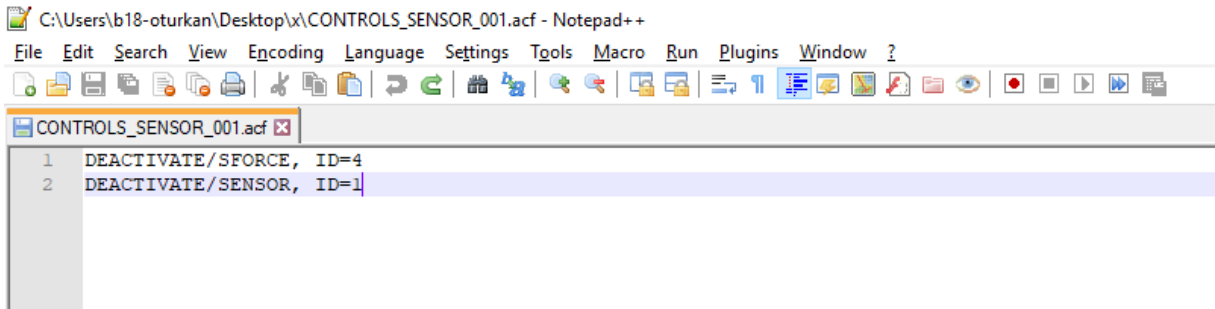 C:\Users\b18-oturkan\Desktop\x\CONTROLS_SENSOR_001.acf - Notepad++
File Edit Search View Encoding Language Settings Tools Macro Run Plugins Window ?
CONTROLS_SENSOR_001.acf
1 DEACTIVATE/SFORCE, ID=4
2 DEACTIVATE/SENSOR, ID=1